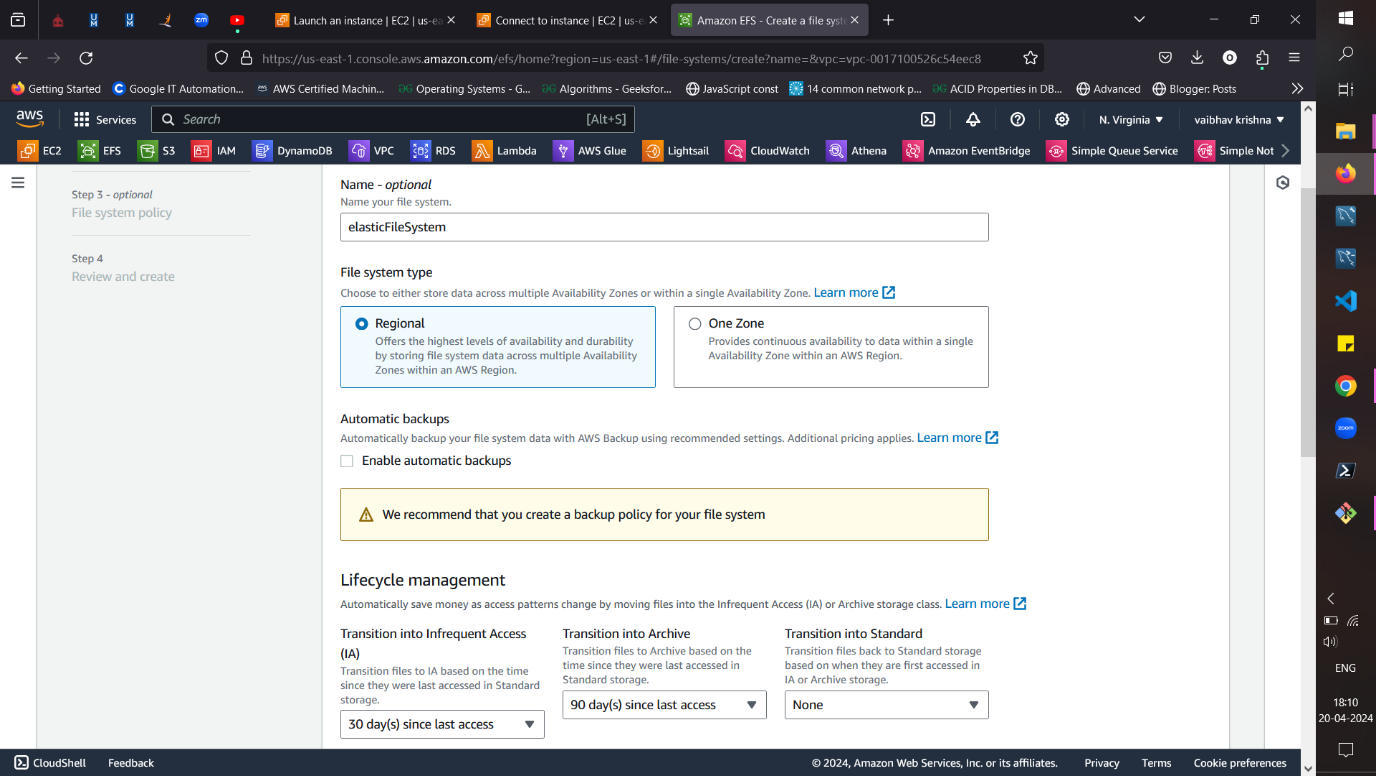 Launch an instance | EC2 | us-ea
Connect to instance | EC2 | us-e
Amazon EFS - Create a file syste
https://us-east-1.console.aws.amazon.com/efs/home?region=us-east-1#/file-systems/create?name=&vpc=vpc-0017100526c54eec8
Getting Started
Google IT Automation...
AWS Certified Machin...
Operating Systems - G...
Algorithms - Geeksfor...
JavaScript const
14 common network p...
ACID Properties in DB...
Advanced
Blogger: Posts
aws
Services
Search
[Alt+S]
N. Virginia
vaibhav krishna
EC2
EFS
S3
IAM
DynamoDB
VPC
RDS
Lambda
AWS Glue
Lightsail
CloudWatch
Athena
Amazon EventBridge
Simple Queue Service
Simple Not
Step 3 - optional
File system policy
Step 4
Review and create
Name - optional
Name your file system.
elasticFileSystem
File system type
Choose to either store data across multiple Availability Zones or within a single Availability Zone. Learn more
Regional
Offers the highest levels of availability and durability
by storing file system data across multiple Availability
Zones within an AWS Region.
One Zone
Provides continuous availability to data within a single
Availability Zone within an AWS Region.
Automatic backups
Automatically backup your file system data with AWS Backup using recommended settings. Additional pricing applies. Learn more
Enable automatic backups
We recommend that you create a backup policy for your file system
Lifecycle management
Automatically save money as access patterns change by moving files into the Infrequent Access (IA) or Archive storage class. Learn more
Transition into Infrequent Access
(IA)
Transition files to IA based on the time
since they were last accessed in Standard
storage.
30 day(s) since last access
Transition into Archive
Transition files to Archive based on the
time since they were last accessed in
Standard storage.
90 day(s) since last access
Transition into Standard
Transition files back to Standard storage
based on when they are first accessed in
IA or Archive storage.
None
CloudShell
Feedback
© 2024, Amazon Web Services, Inc. or its affiliates.
Privacy
Terms
Cookie preferences
zm
zoom
ENG
18:10
20-04-2024